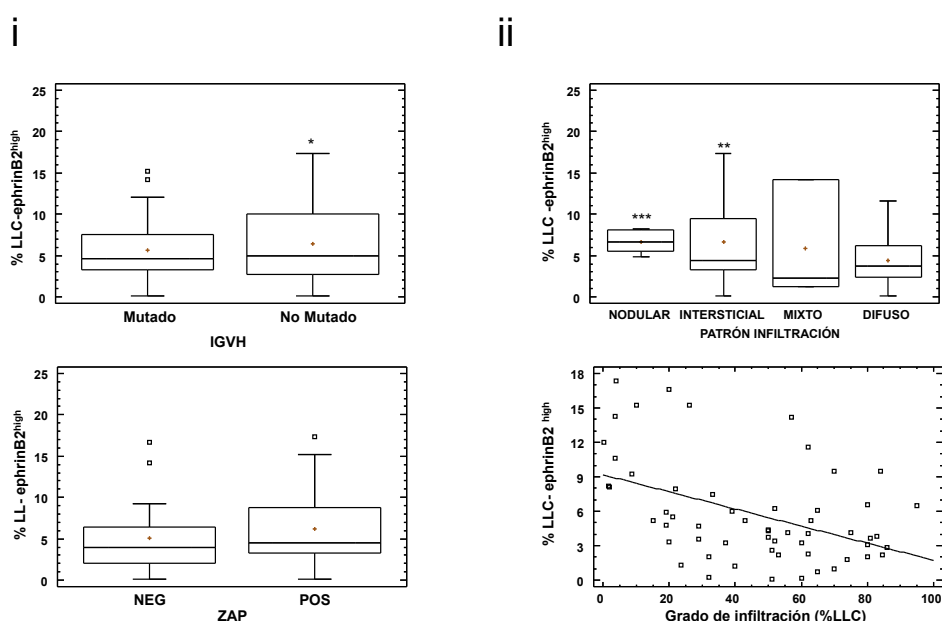 i
ii
% LLC-ephrinB2high
25
20
15
10
5
0
*
Mutado
No Mutado
IGVH
% LLC -ephrinB2high
25
20
15
10
5
0
***
**
NODULAR
INTERSTICIAL
MIXTO
DIFUSO
PATRÓN INFILTRACIÓN
% LL- ephrinB2high
25
20
15
10
5
0
NEG
POS
ZAP
% LLC- ephrinB2 high
18
15
12
9
6
3
0
0
20
40
60
80
100
Grado de infiltración (%LLC)